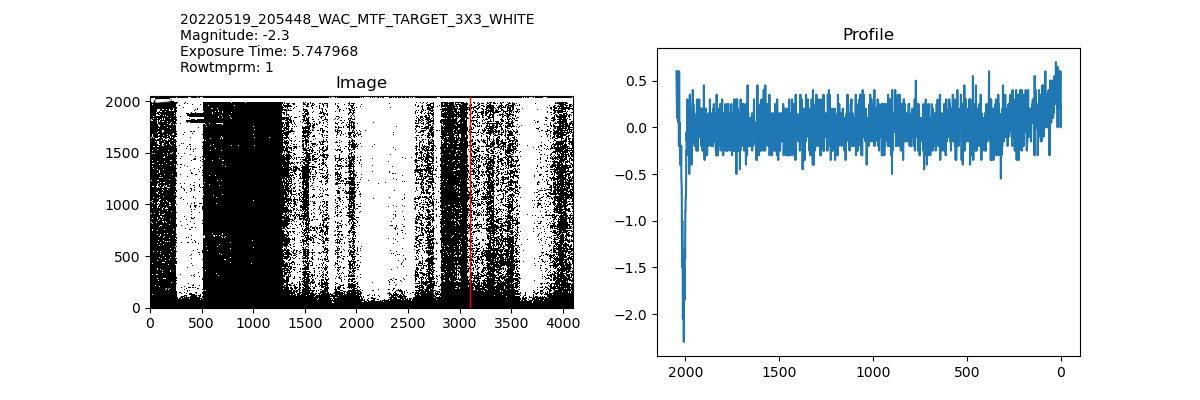 20220519_205448_WAC_MTF_TARGET_3X3_WHITE
Magnitude: -2.3
Exposure Time: 5.747968
Rowtmprm: 1
Image
2000
1500
1000
500
0
0 500 1000 1500 2000 2500 3000 3500 4000
Profile
0.5
0.0
−0.5
−1.0
−1.5
−2.0
2000 1500 1000 500 0